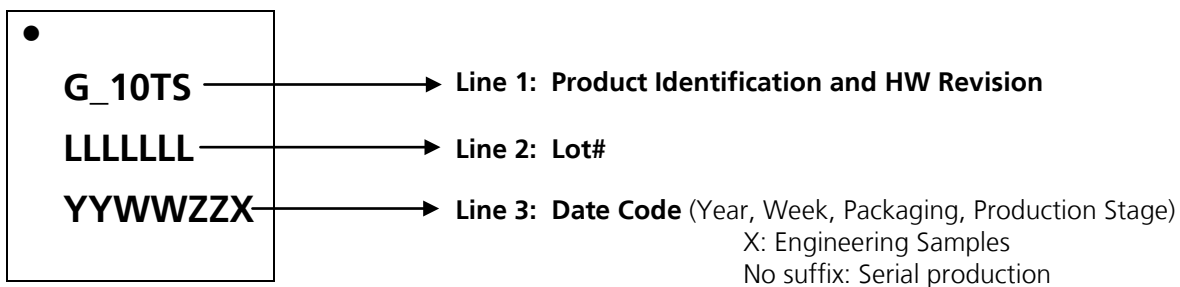 G_10TS Line 1: Product Identification and HW Revision
LLLLLLL Line 2: Lot#
YYWWZZX Line 3: Date Code (Year, Week, Packaging, Production Stage)
X: Engineering Samples
No suffix: Serial production